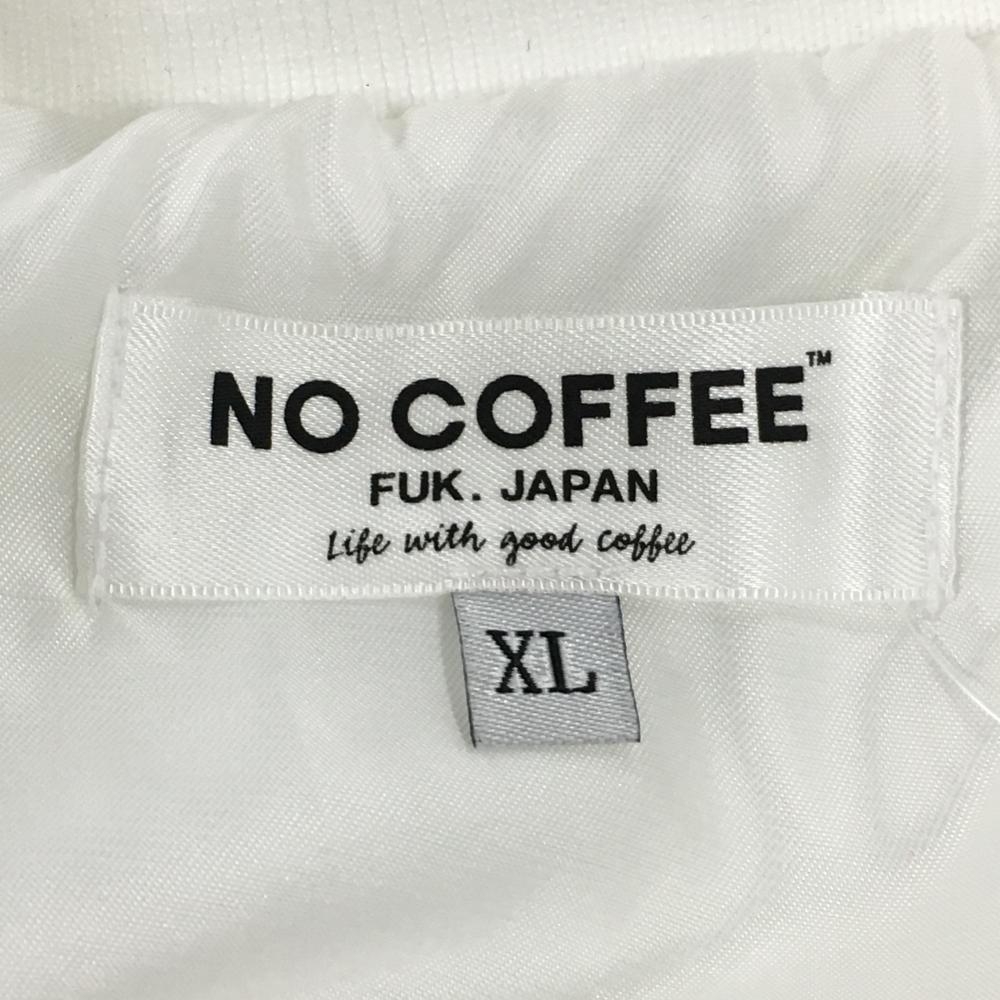 NO COFFEE™
FUK. JAPAN
Life with good coffee
XL